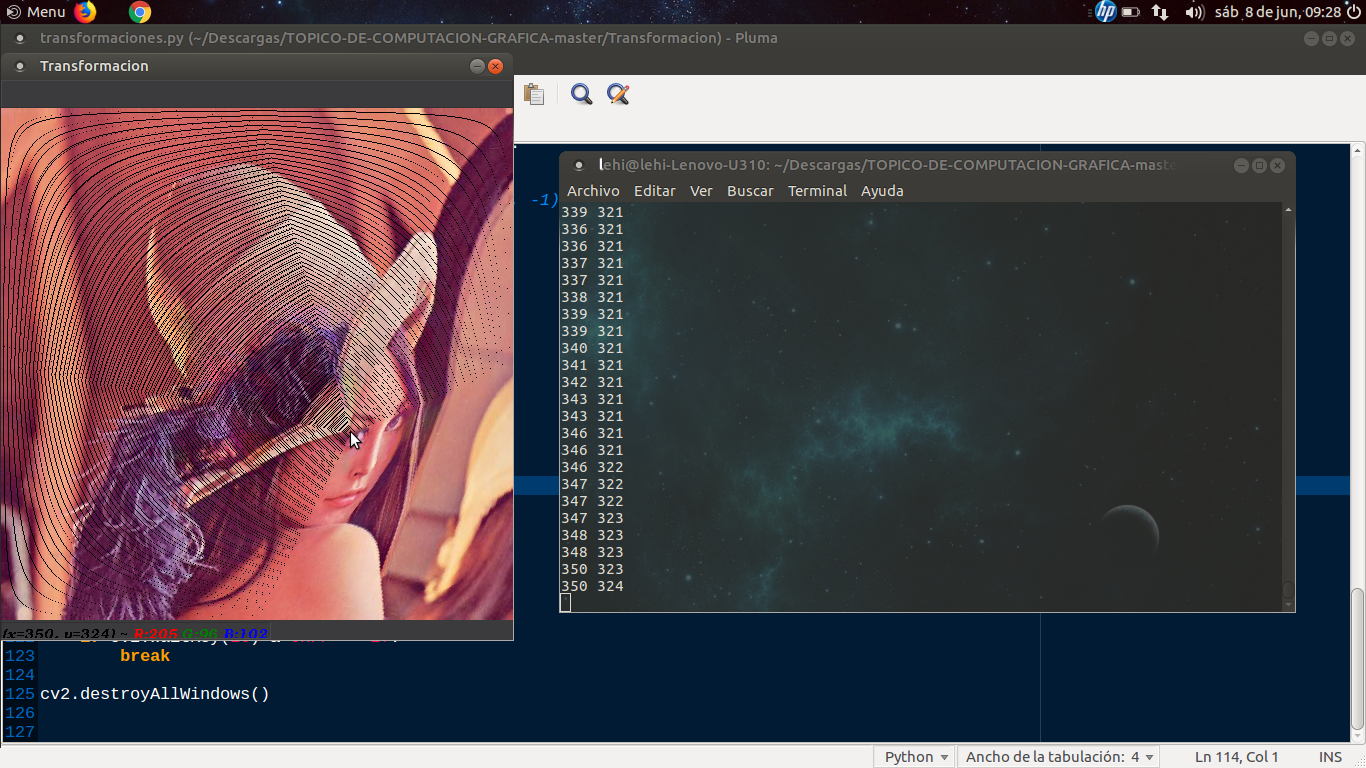 Menu
sáb 8 de jun, 09:28
transformaciones.py (~/Descargas/TOPICO-DE-COMPUTACION-GRAFICA-master/Transformacion) - Pluma
Transformacion
-1)
lehi@lehi-Lenovo-U310: ~/Descargas/TOPICO-DE-COMPUTACION-GRAFICA-maste
Archivo Editar Ver Buscar Terminal Ayuda
339 321
336 321
336 321
337 321
337 321
338 321
339 321
339 321
340 321
341 321
342 321
343 321
343 321
346 321
346 321
346 322
347 322
347 322
347 323
348 323
348 323
350 323
350 324
(x=350, y=324) ~ R:205 G:96 B:102
123 break
124
125 cv2.destroyAllWindows()
126
127
Python Ancho de la tabulación: 4 Ln 114, Col 1 INS